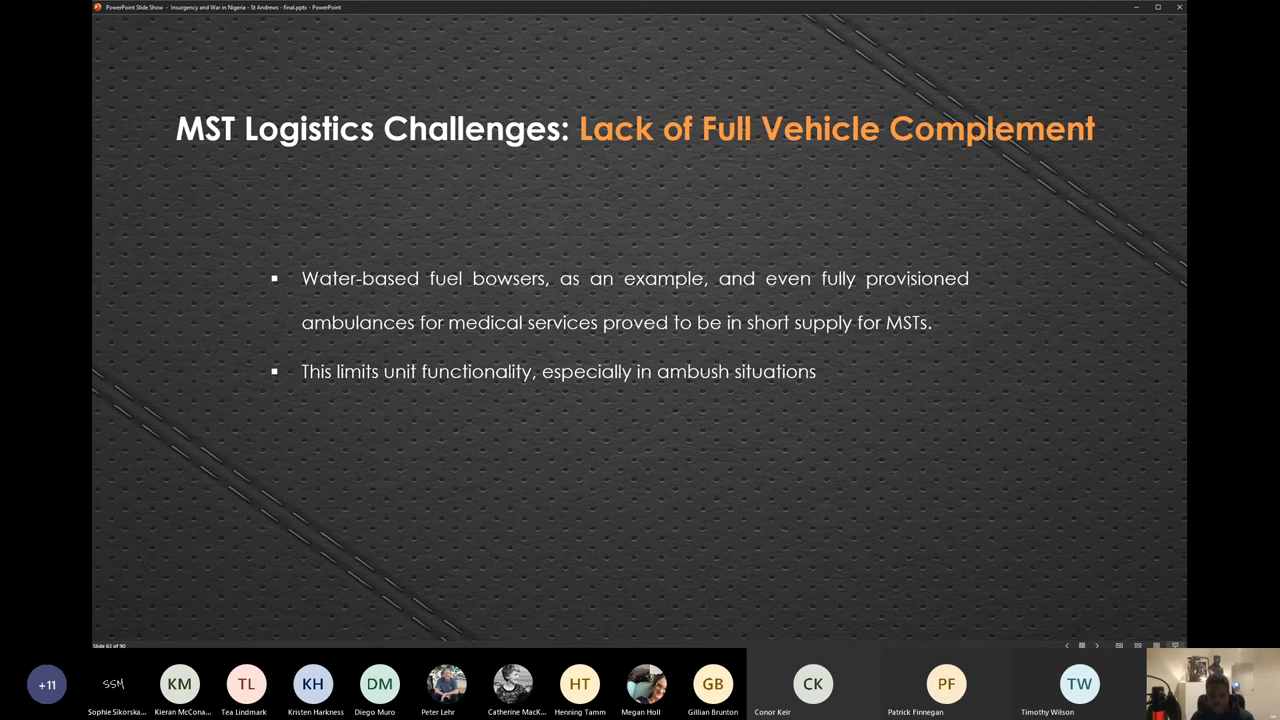 PowerPoint Slide Show - Insurgency and War in Nigeria - St Andrews - final.pptx - PowerPoint
MST Logistics Challenges: Lack of Full Vehicle Complement
▪ Water-based fuel bowsers, as an example, and even fully provisioned
ambulances for medical services proved to be in short supply for MSTs.
▪ This limits unit functionality, especially in ambush situations
Slide 63 of 90
+11
SSM
KM
TL
KH
DM
HT
GB
CK
PF
TW
Sophie Sikorska...
Kieran McCona...
Tea Lindmark
Kristen Harkness
Diego Muro
Peter Lehr
Catherine MacK...
Henning Tamm
Megan Holl
Gillian Brunton
Conor Keir
Patrick Finnegan
Timothy Wilson